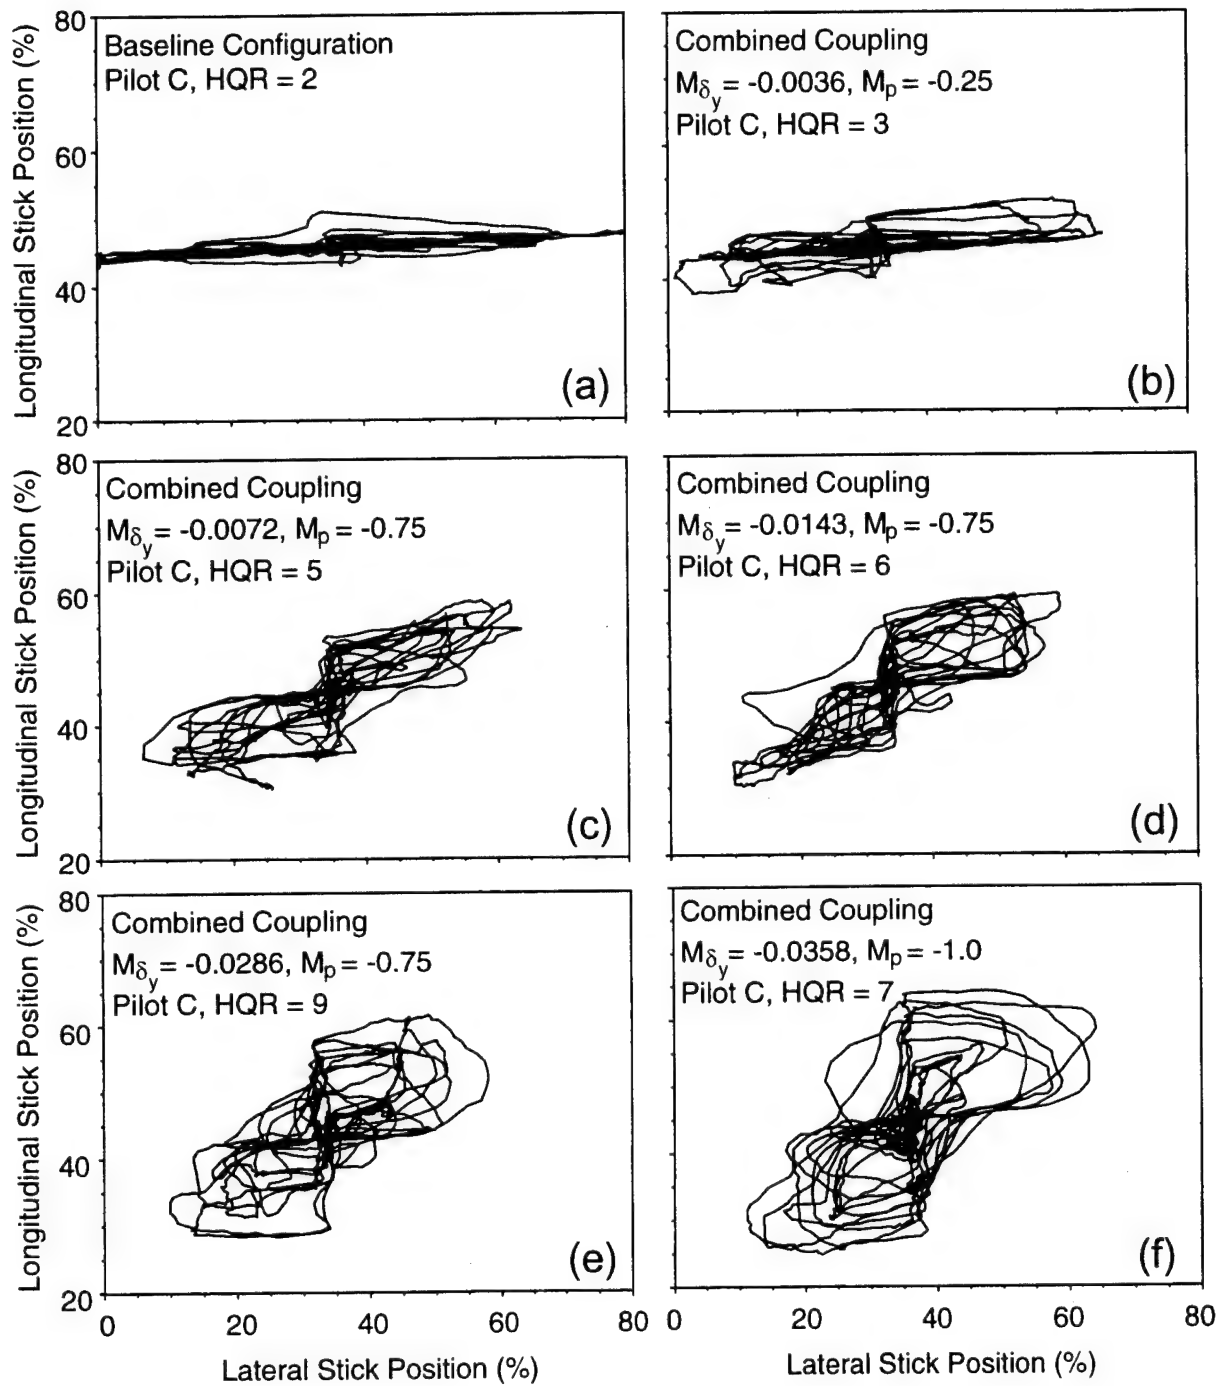 80
60
40
20
Longitudinal Stick Position (%)
Baseline Configuration
Pilot C, HQR = 2
(a)
Combined Coupling
Mδy = -0.0036, Mp = -0.25
Pilot C, HQR = 3
(b)
80
60
40
20
Longitudinal Stick Position (%)
Combined Coupling
Mδy = -0.0072, Mp = -0.75
Pilot C, HQR = 5
(c)
Combined Coupling
Mδy = -0.0143, Mp = -0.75
Pilot C, HQR = 6
(d)
80
60
40
20
Longitudinal Stick Position (%)
Combined Coupling
Mδy = -0.0286, Mp = -0.75
Pilot C, HQR = 9
(e)
0 20 40 60 80
Lateral Stick Position (%)
Combined Coupling
Mδy = -0.0358, Mp = -1.0
Pilot C, HQR = 7
(f)
0 20 40 60 80
Lateral Stick Position (%)